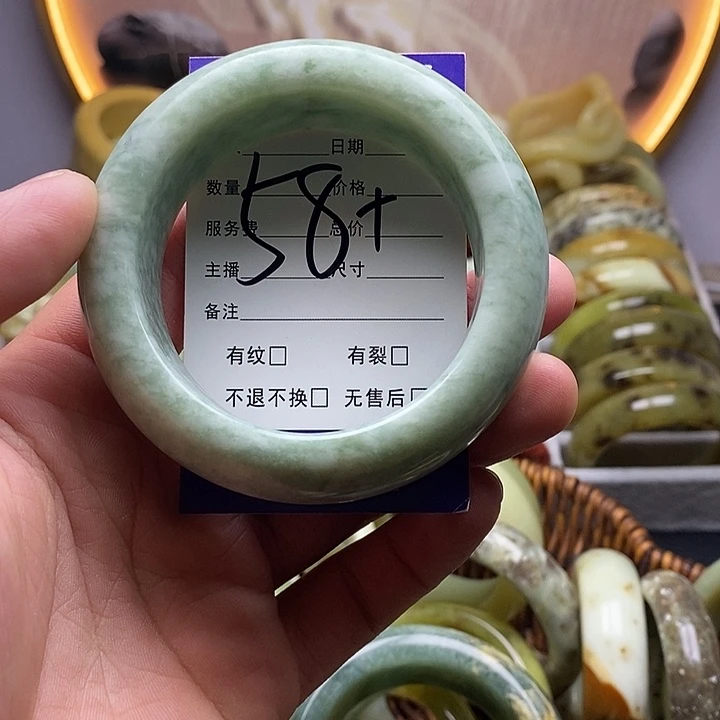 日期
数量 价格
58+
服务费 总价
主播 尺寸
备注
有纹□ 有裂□
不退不换□ 无售后□